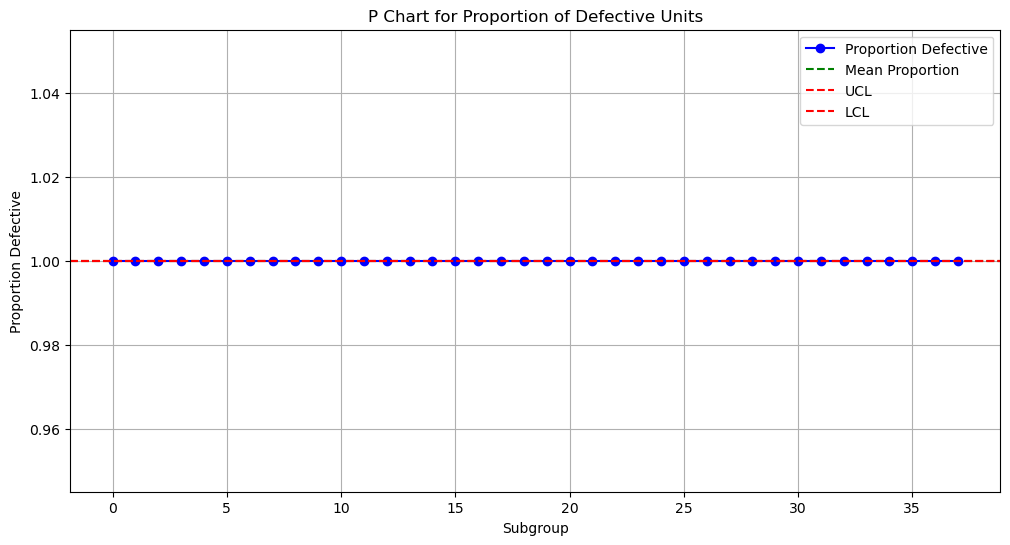 P Chart for Proportion of Defective Units
Proportion Defective
Mean Proportion
UCL
LCL
Proportion Defective
1.04
1.02
1.00
0.98
0.96
0
5
10
15
20
25
30
35
Subgroup